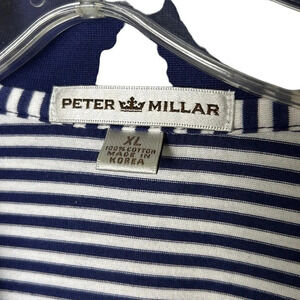 PETER MILLAR
XL
100% COTTON
MADE IN
KOREA